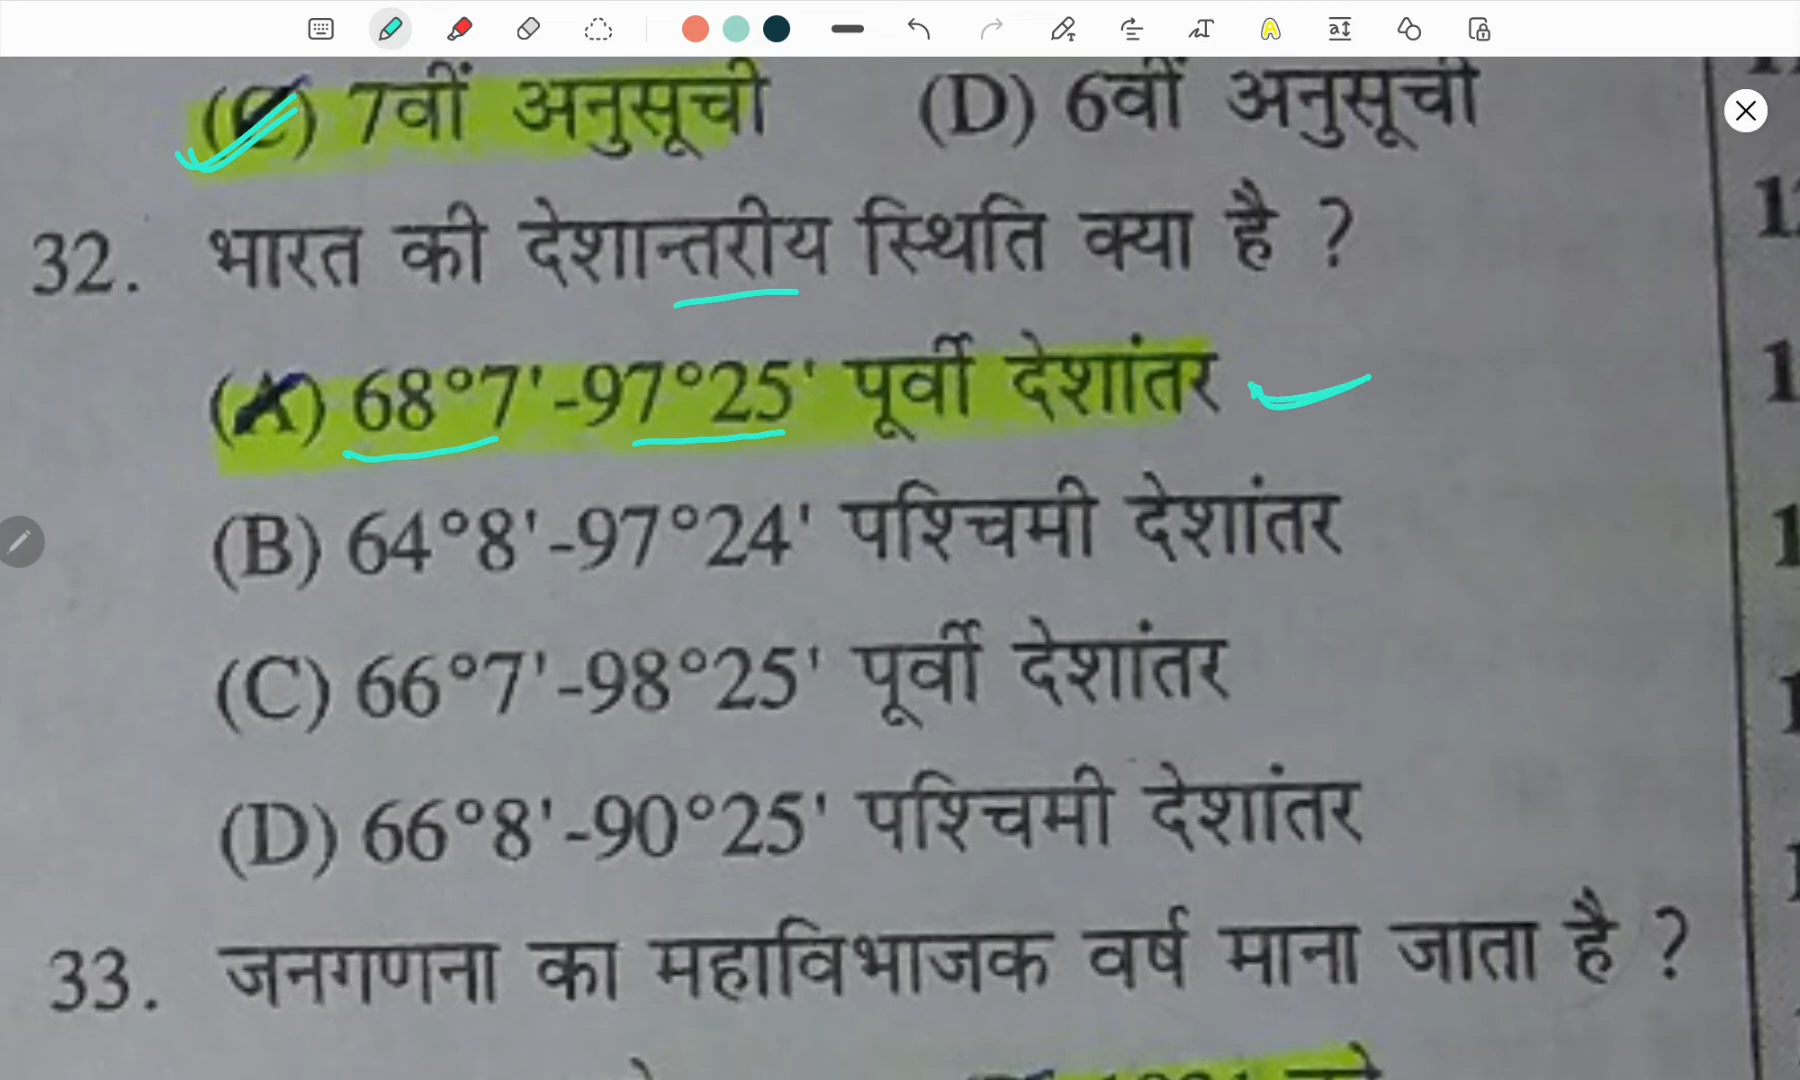 (C) 7वीं अनुसूची (D) 6वीं अनुसूची
32. भारत की देशान्तरीय स्थिति क्या है ?
(A) 68°7'-97°25' पूर्वी देशांतर
(B) 64°8'-97°24' पश्चिमी देशांतर
(C) 66°7'-98°25' पूर्वी देशांतर
(D) 66°8'-90°25' पश्चिमी देशांतर
33. जनगणना का महाविभाजक वर्ष माना जाता है ?